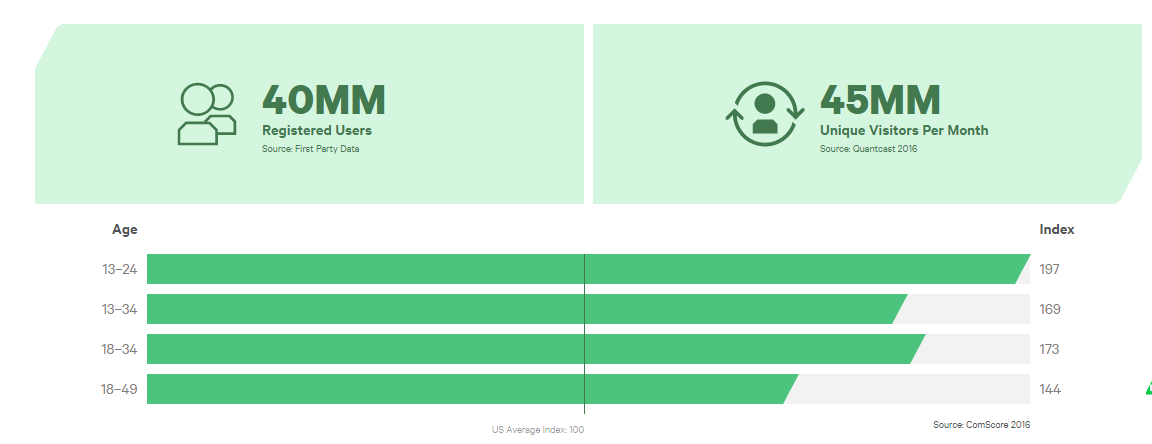 40MM
Registered Users
Source: First Party Data
45MM
Unique Visitors Per Month
Source: Quantcast 2016
Age
Index
13–24
197
13–34
169
18–34
173
18–49
144
US Average Index: 100
Source: ComScore 2016